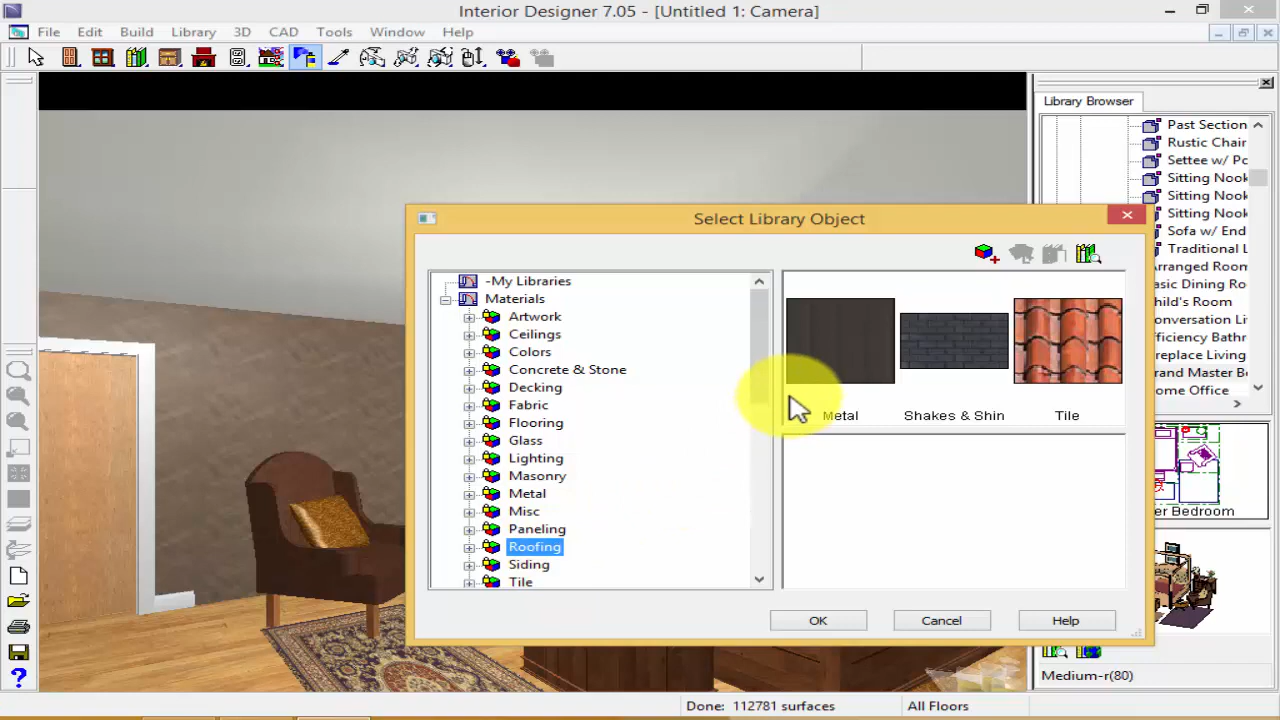 Interior Designer 7.05 - [Untitled 1: Camera]
File Edit Build Library 3D CAD Tools Window Help
Library Browser
Past Section
Rustic Chair
Settee w/ Pc
Sitting Nook
Sitting Nook
Sitting Nook
Sofa w/ End
Traditional L
Arranged Room
asic Dining Ro
hild's Room
onversation Livi
fficiency Bathro
replace Living
rand Master Be
ome Office
er Bedroom
Medium-r(80)
Select Library Object
-My Libraries
Materials
Artwork
Ceilings
Colors
Concrete & Stone
Decking
Fabric
Flooring
Glass
Lighting
Masonry
Metal
Misc
Paneling
Roofing
Siding
Tile
Metal Shakes & Shin Tile
OK Cancel Help
Done: 112781 surfaces All Floors